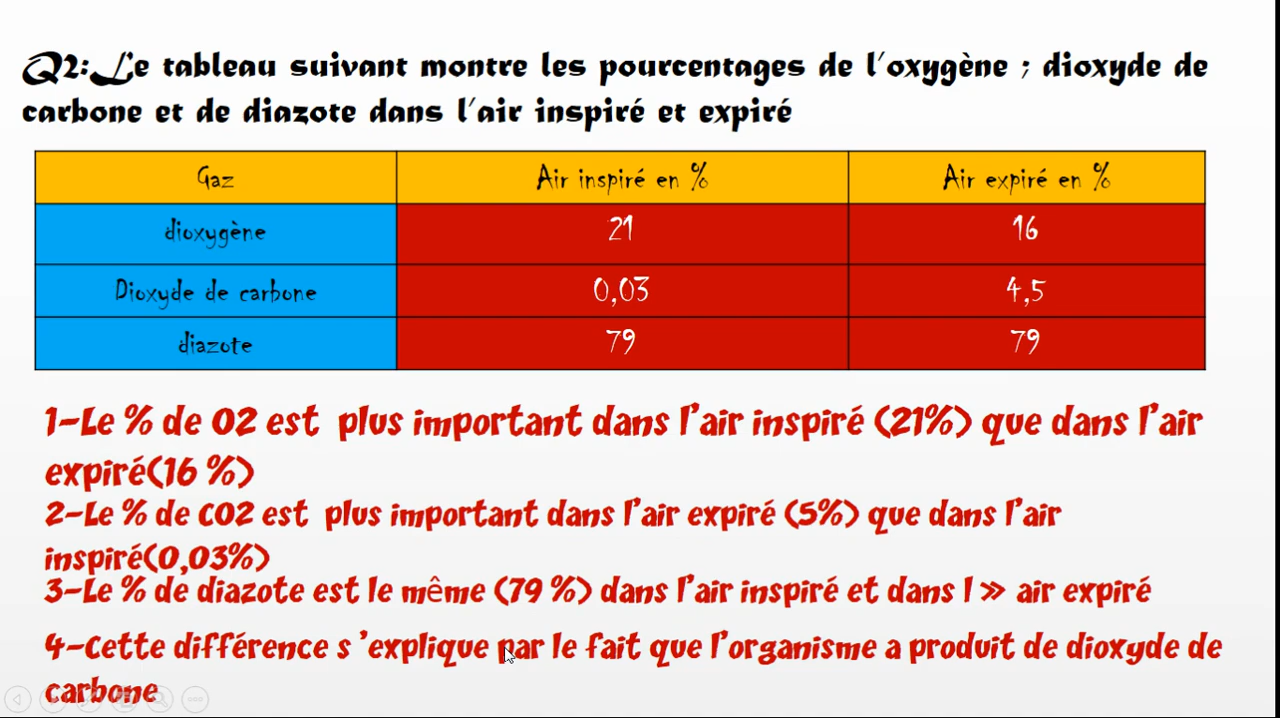 Q2:Le tableau suivant montre les pourcentages de l'oxygène ; dioxyde de
carbone et de diazote dans l'air inspiré et expiré
Gaz Air inspiré en % Air expiré en %
dioxygène 21 16
Dioxyde de carbone 0,03 4,5
diazote 79 79
1-Le % de O2 est plus important dans l'air inspiré (21%) que dans l'air
expiré(16 %)
2-Le % de CO2 est plus important dans l'air expiré (5%) que dans l'air
inspiré(0,03%)
3-Le % de diazote est le même (79 %) dans l'air inspiré et dans l » air expiré
4-Cette différence s 'explique par le fait que l'organisme a produit de dioxyde de
carbone